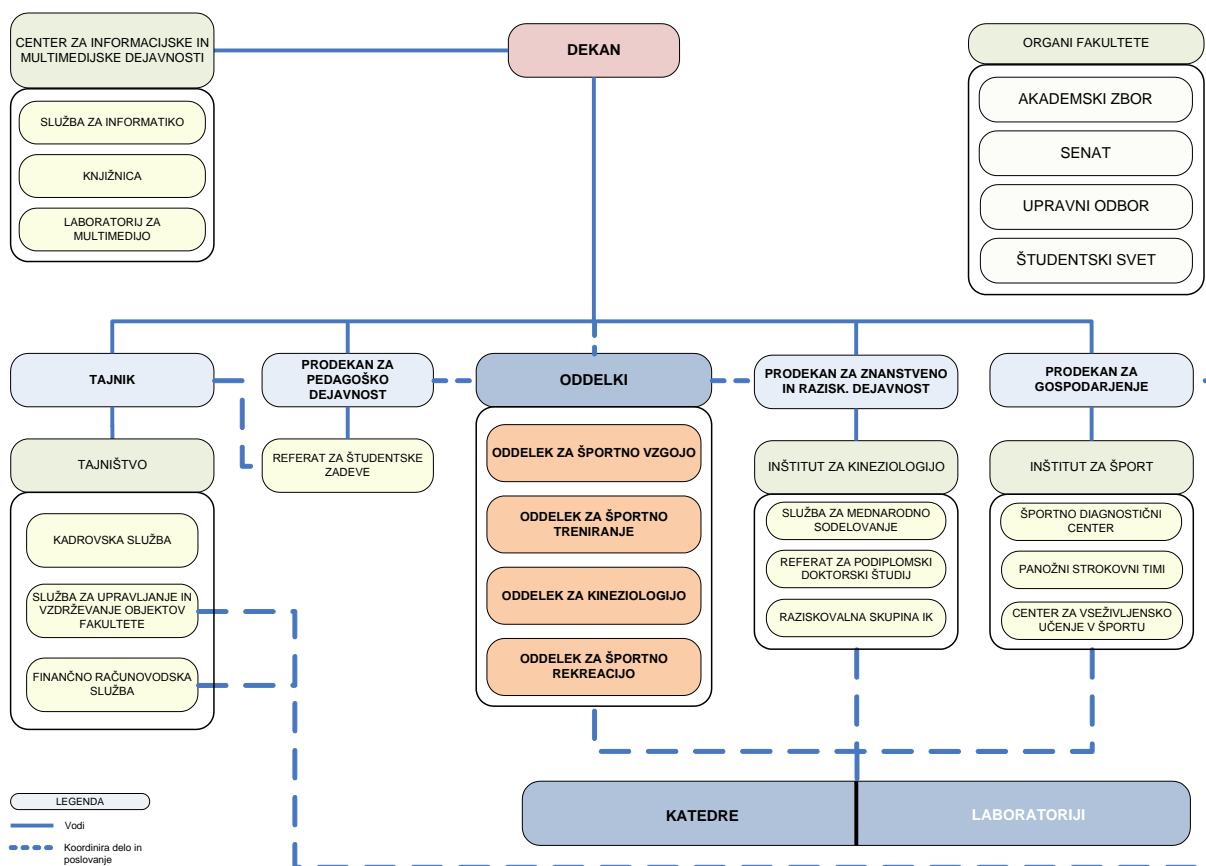 CENTER ZA INFORMACIJSKE IN
MULTIMEDIJSKE DEJAVNOSTI
SLUŽBA ZA INFORMATIKO
KNJIŽNICA
LABORATORIJ ZA
MULTIMEDIJO
DEKAN
ORGANI FAKULTETE
AKADEMSKI ZBOR
SENAT
UPRAVNI ODBOR
ŠTUDENTSKI SVET
TAJNIK
TAJNIŠTVO
KADROVSKA SLUŽBA
SLUŽBA ZA UPRAVLJANJE IN
VZDRŽEVANJE OBJEKTOV
FAKULTETE
FINANČNO RAČUNOVODSKA
SLUŽBA
PRODEKAN ZA
PEDAGOŠKO
DEJAVNOST
REFERAT ZA ŠTUDENTSKE
ZADEVE
ODDELKI
ODDELEK ZA ŠPORTNO VZGOJO
ODDELEK ZA ŠPORTNO
TRENIRANJE
ODDELEK ZA KINEZIOLOGIJO
ODDELEK ZA ŠPORTNO
REKREACIJO
PRODEKAN ZA ZNANSTVENO
IN RAZISK. DEJAVNOST
INŠTITUT ZA KINEZIOLOGIJO
SLUŽBA ZA MEDNARODNO
SODELOVANJE
REFERAT ZA PODIPLOMSKI
DOKTORSKI ŠTUDIJ
RAZISKOVALNA SKUPINA IK
PRODEKAN ZA
GOSPODARJENJE
INŠTITUT ZA ŠPORT
ŠPORTNO DIAGNOSTIČNI
CENTER
PANOŽNI STROKOVNI TIMI
CENTER ZA VSEŽIVLJENSKO
UČENJE V ŠPORTU
KATEDRE
LABORATORIJI
LEGENDA
Vodi
Koordinira delo in
poslovanje